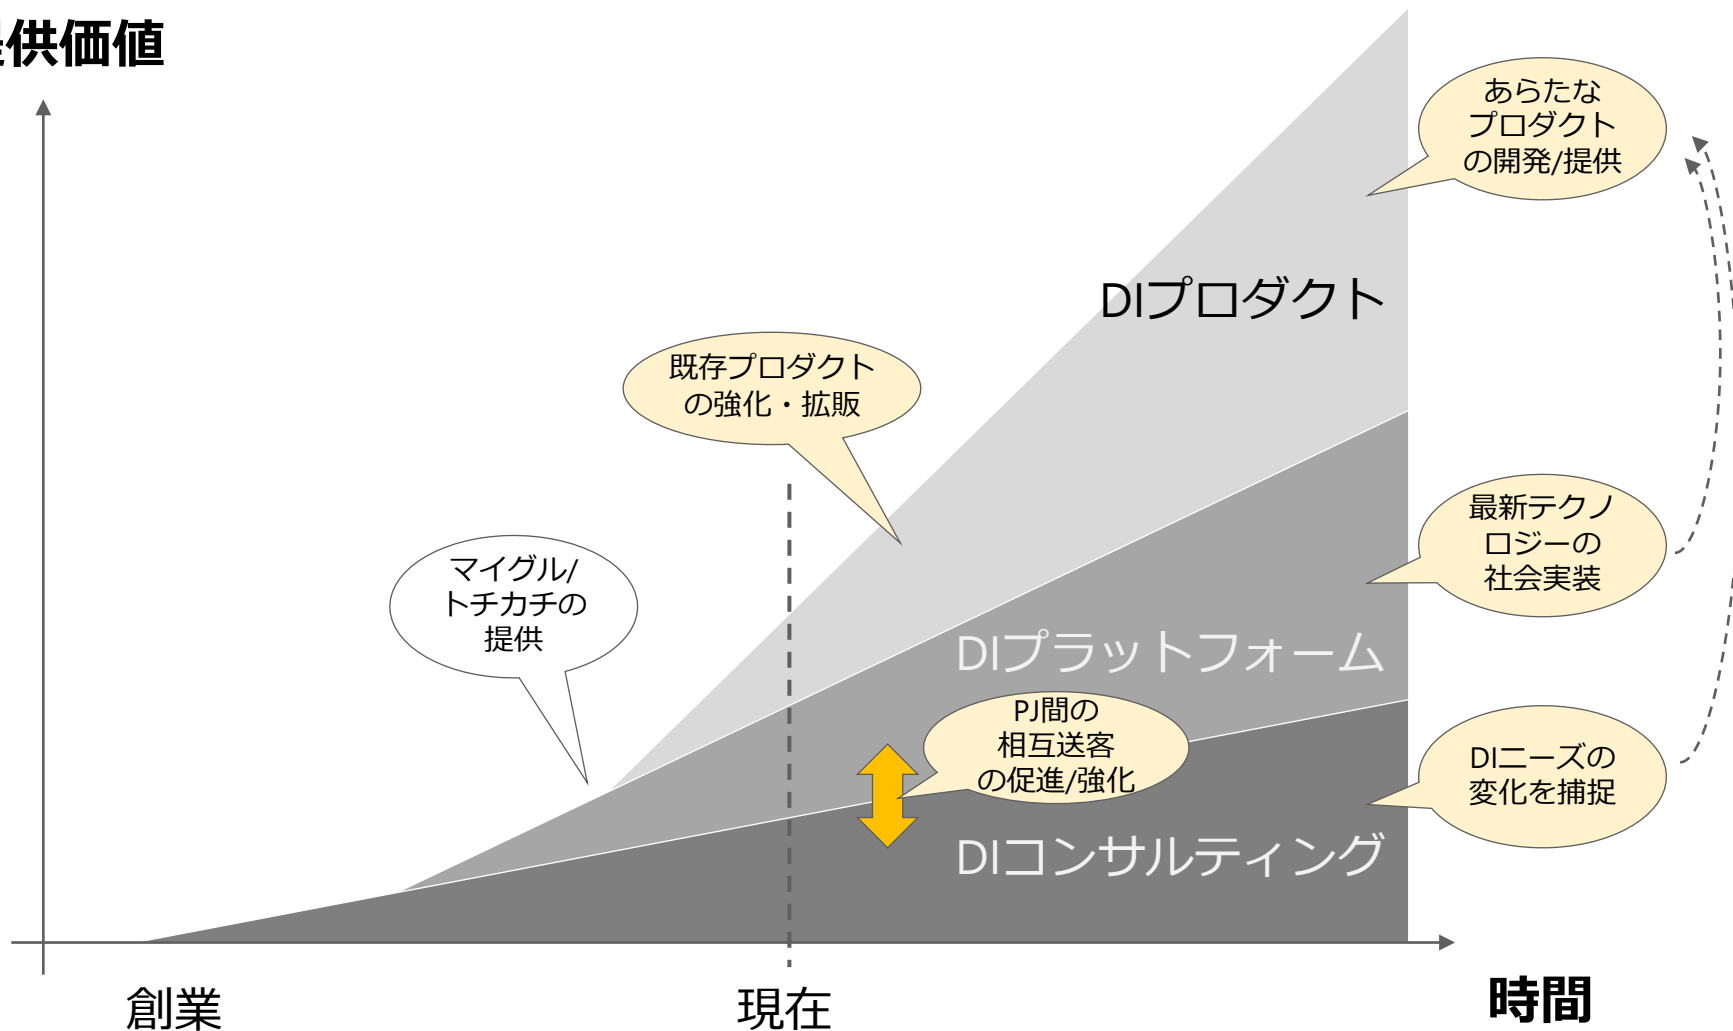 供価値
あらたな
プロダクト
の開発/提供
DIプロダクト
既存プロダクト
の強化・拡販
最新テクノ
ロジーの
社会実装
マイグル/
トチカチの
提供
DIプラットフォーム
PJ間の
相互送客
の促進/強化
DIニーズの
変化を捕捉
DIコンサルティング
創業
現在
時間